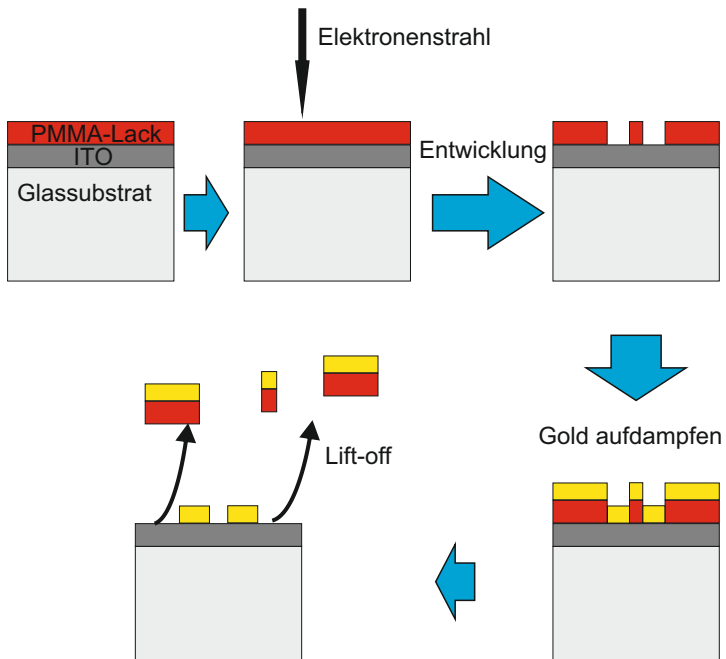 Elektronenstrahl
PMMA-Lack
ITO
Glassubstrat
Entwicklung
Gold aufdampfen
Lift-off